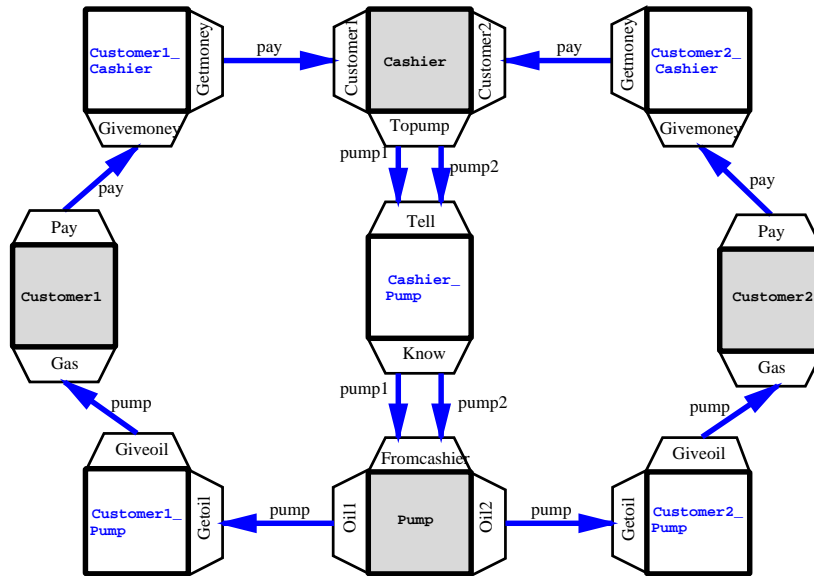 Customer1_
Cashier
Getmoney
Givemoney
pay
Customer1
Cashier
Customer2
Topump
pay
Getmoney
Customer2_
Cashier
Givemoney
pump1
pump2
pay
pay
Pay
Customer1
Gas
Tell
Cashier_
Pump
Know
Pay
Customer2
Gas
pump1
pump2
pump
pump
Giveoil
Customer1_
Pump
Getoil
pump
Fromcashier
Oil1
Pump
Oil2
pump
Giveoil
Getoil
Customer2_
Pump